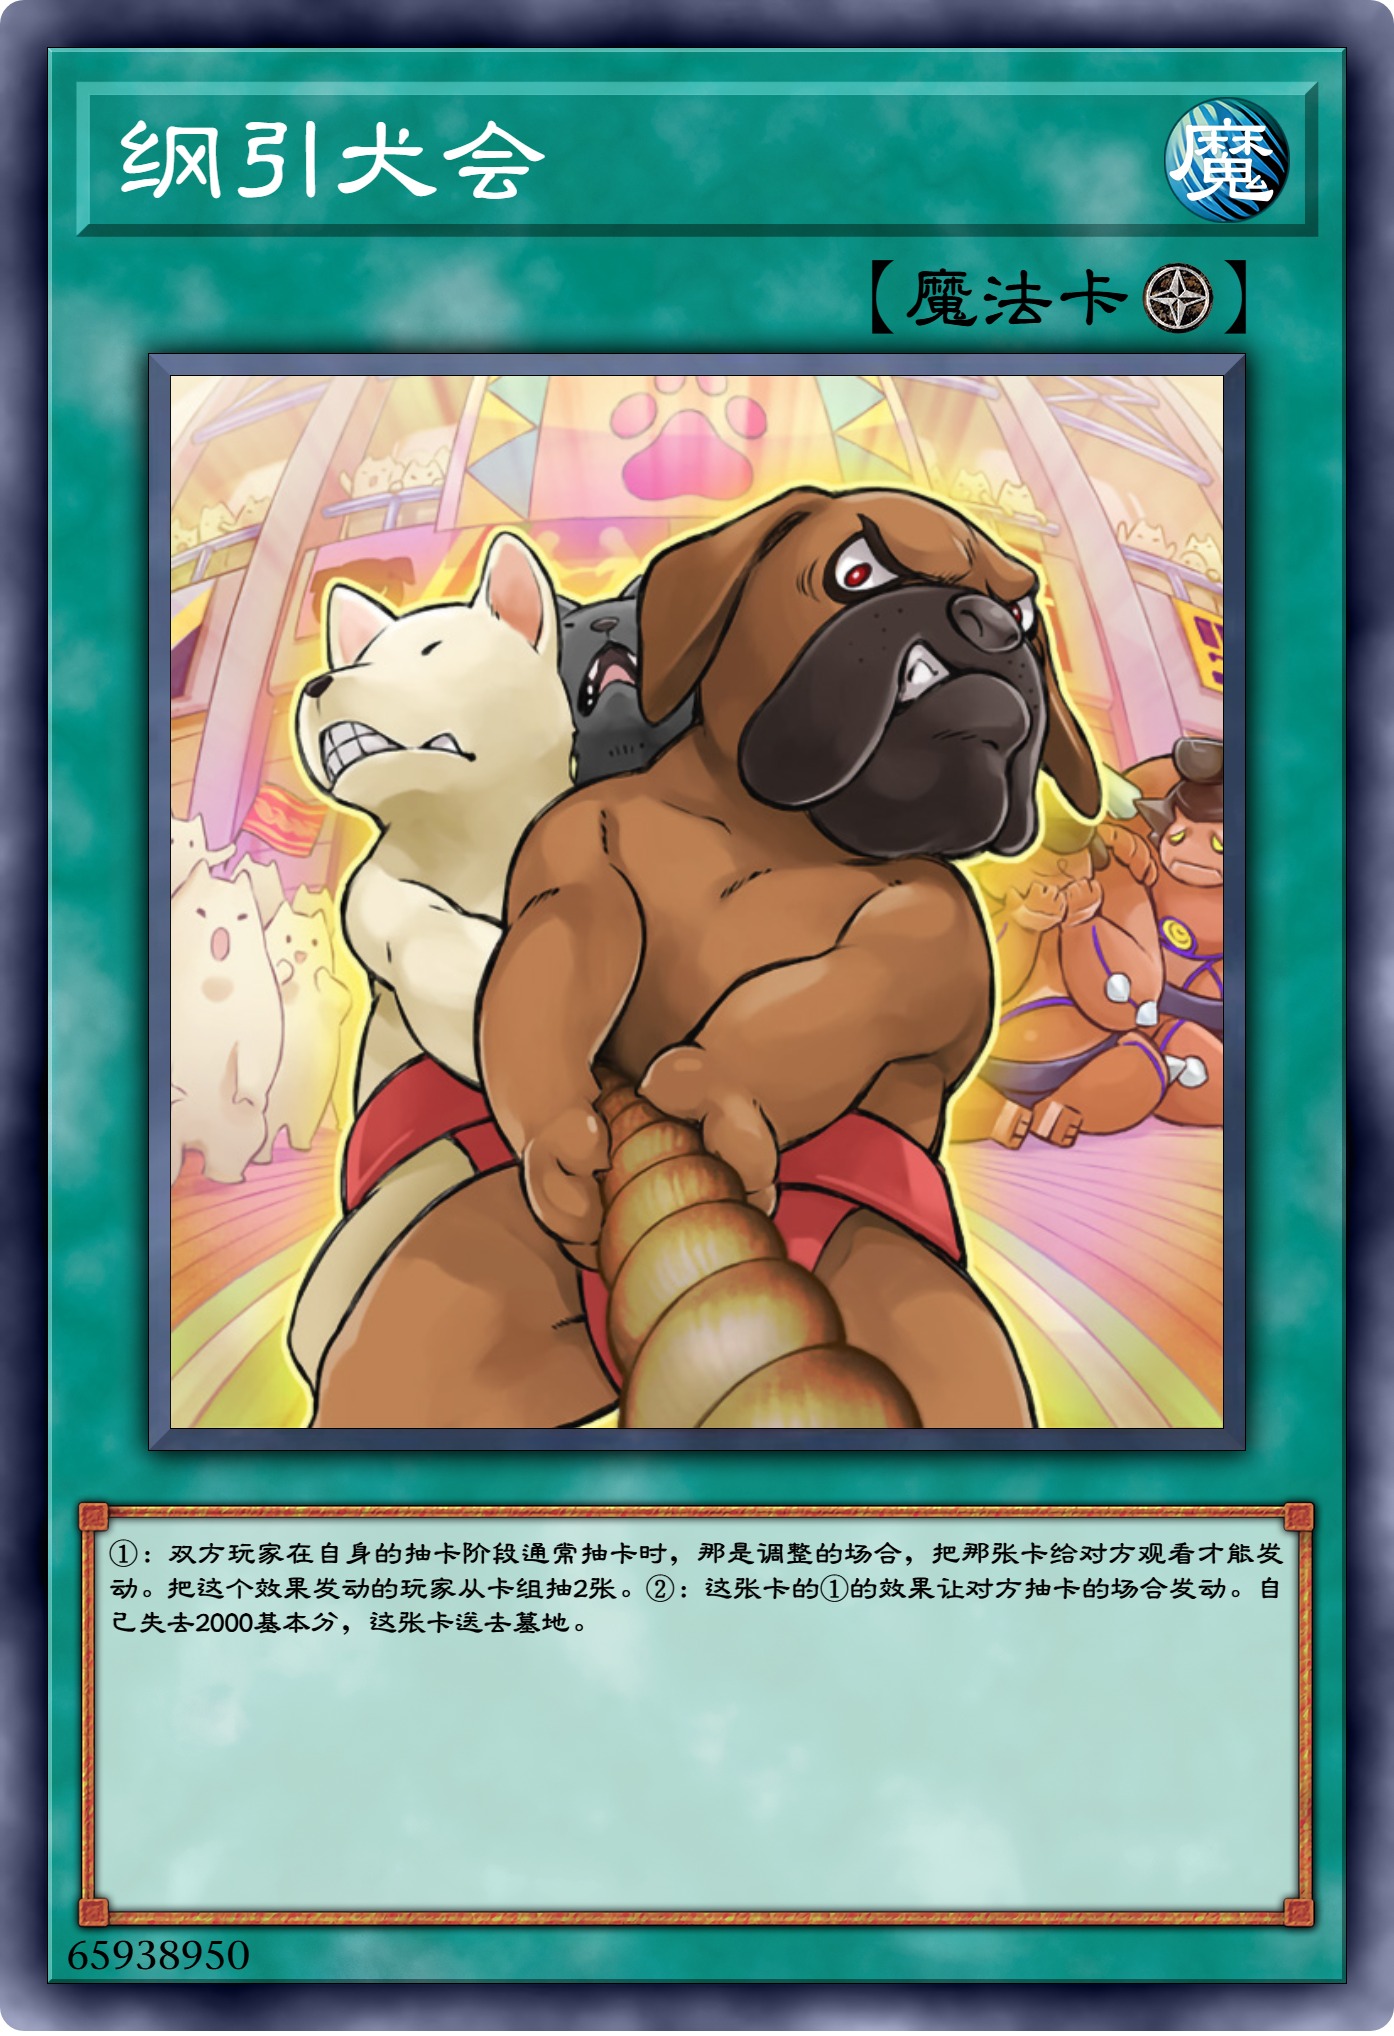 纲引犬会
魔
【魔法卡】
①：双方玩家在自身的抽卡阶段通常抽卡时，那是调整的场合，把那张卡给对方观看才能发
动。把这个效果发动的玩家从卡组抽2张。②：这张卡的①的效果让对方抽卡的场合发动。自
己失去2000基本分，这张卡送去墓地。
65938950